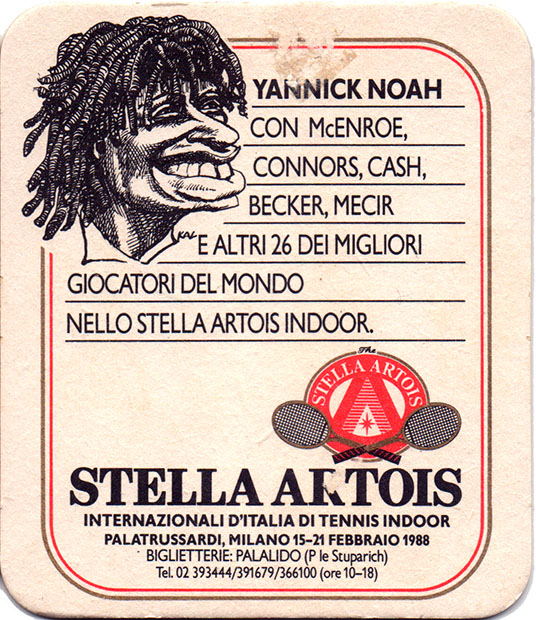 YANNICK NOAH
CON McENROE,
CONNORS, CASH,
BECKER, MECIR
KAL
E ALTRI 26 DEI MIGLIORI
GIOCATORI DEL MONDO
NELLO STELLA ARTOIS INDOOR.
The
STELLA ARTOIS
STELLA ARTOIS
INTERNAZIONALI D'ITALIA DI TENNIS INDOOR
PALATRUSSARDI, MILANO 15-21 FEBBRAIO 1988
BIGLIETTERIE: PALALIDO (P le Stuparich)
Tel. 02 393444/391679/366100 (ore 10-18)